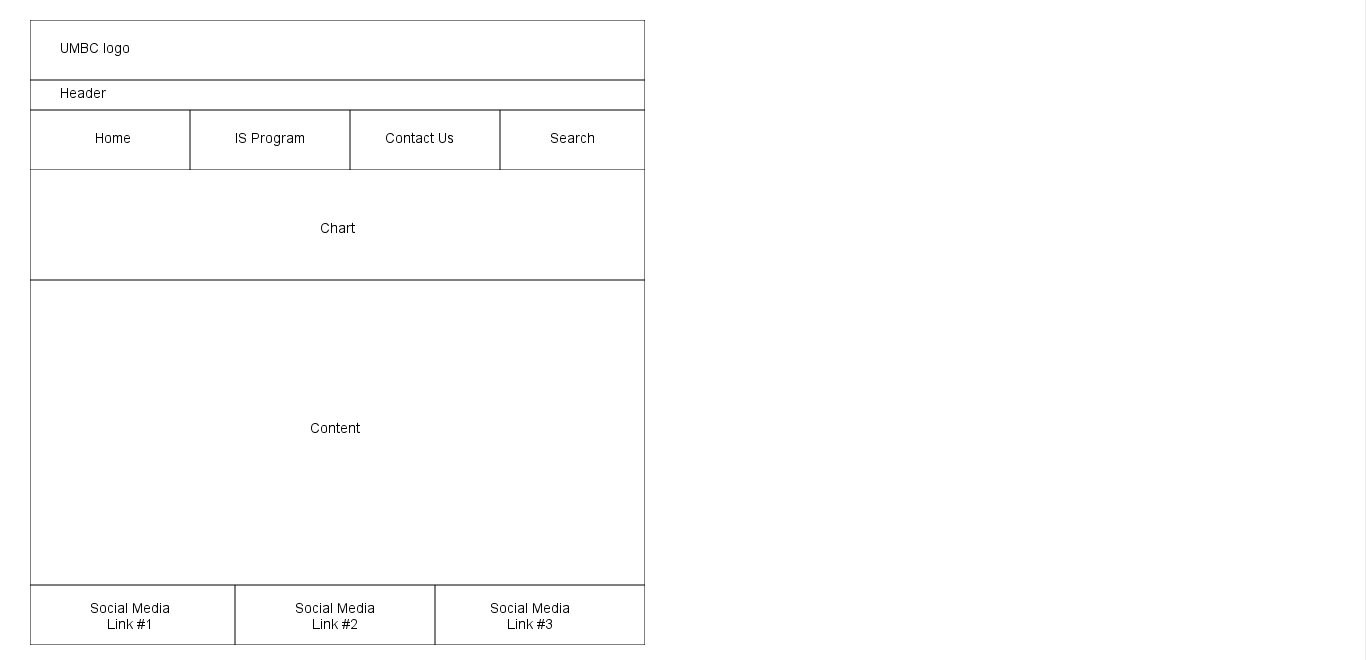 UMBC logo
Header
Home
IS Program
Contact Us
Search
Chart
Content
Social Media
Link #1
Social Media
Link #2
Social Media
Link #3